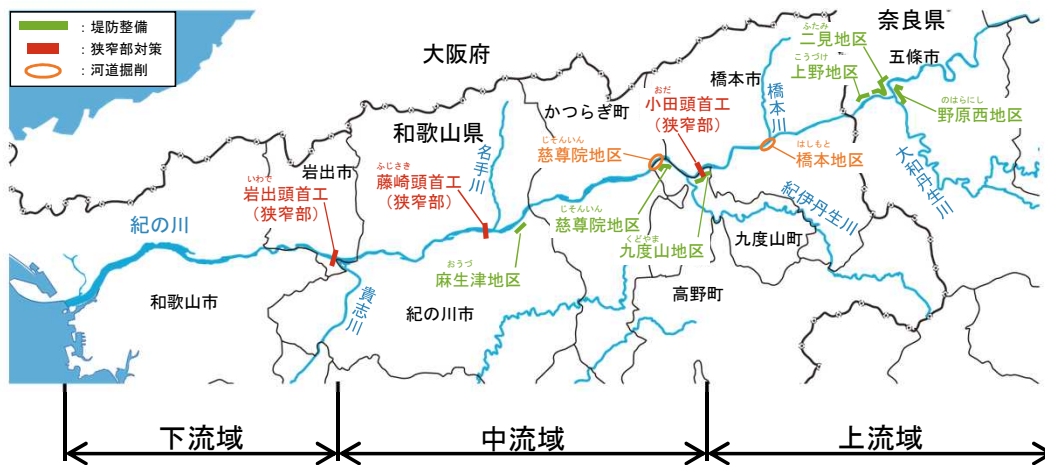 ：堤防整備
：狭窄部対策
：河道掘削
大阪府
奈良県
和歌山県
五條市
橋本市
かつらぎ町
岩出市
和歌山市
紀の川市
九度山町
高野町
ふたみ
二見地区
こうづけ
上野地区
のはらにし
野原西地区
おだ
小田頭首工
（狭窄部）
じそんいん
慈尊院地区
はしもと
橋本地区
ふじさき
藤崎頭首工
（狭窄部）
いわで
岩出頭首工
（狭窄部）
じそんいん
慈尊院地区
くどやま
九度山地区
おうづ
麻生津地区
紀の川
名手川
橋本川
貴志川
紀伊丹生川
大和丹生川
下流域
中流域
上流域